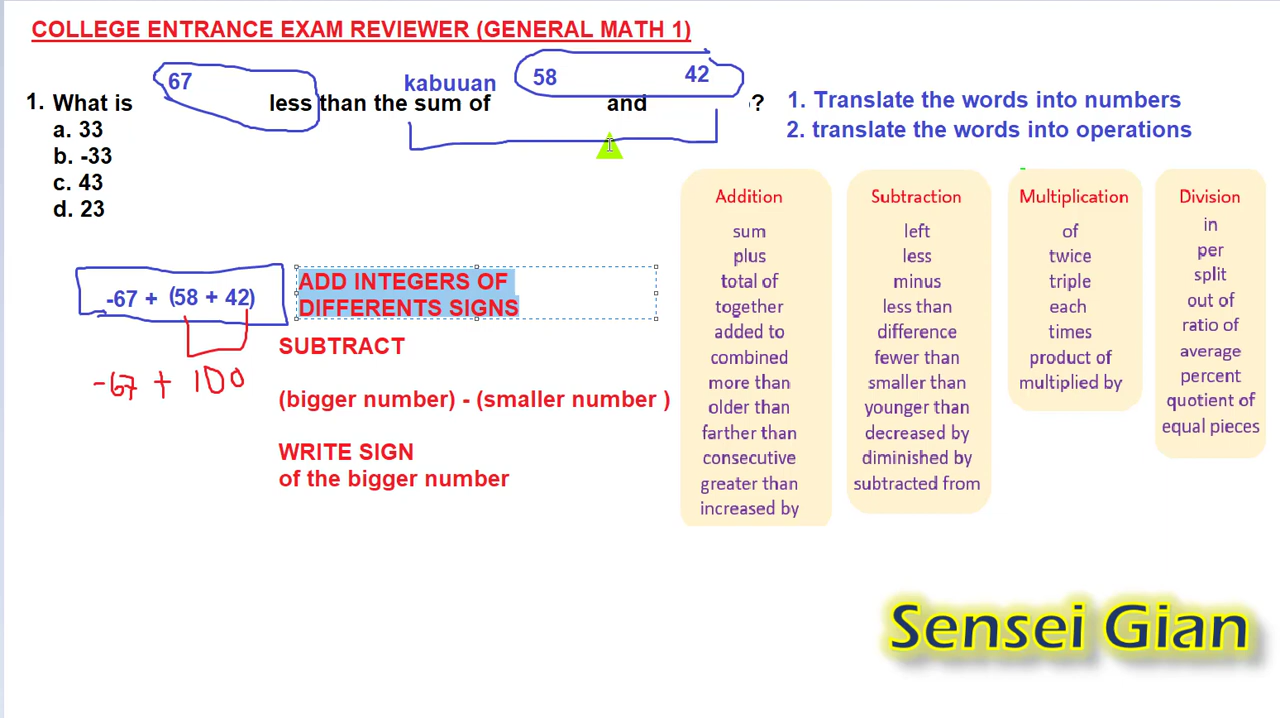 COLLEGE ENTRANCE EXAM REVIEWER (GENERAL MATH 1)
67 kabuuan 58 42
1. What is less than the sum of and ?
a. 33
b. -33
c. 43
d. 23
1. Translate the words into numbers
2. translate the words into operations
-67 + (58 + 42)
-67 + 100
ADD INTEGERS OF
DIFFERENTS SIGNS
SUBTRACT
(bigger number) - (smaller number )
WRITE SIGN
of the bigger number
Addition
sum
plus
total of
together
added to
combined
more than
older than
farther than
consecutive
greater than
increased by
Subtraction
left
less
minus
less than
difference
fewer than
smaller than
younger than
decreased by
diminished by
subtracted from
Multiplication
of
twice
triple
each
times
product of
multiplied by
Division
in
per
split
out of
ratio of
average
percent
quotient of
equal pieces
Sensei Gian